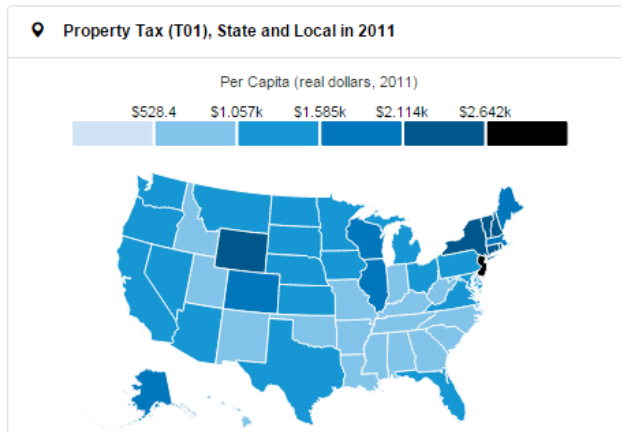 Property Tax (T01), State and Local in 2011
Per Capita (real dollars, 2011)
$528.4 $1.057k $1.585k $2.114k $2.642k